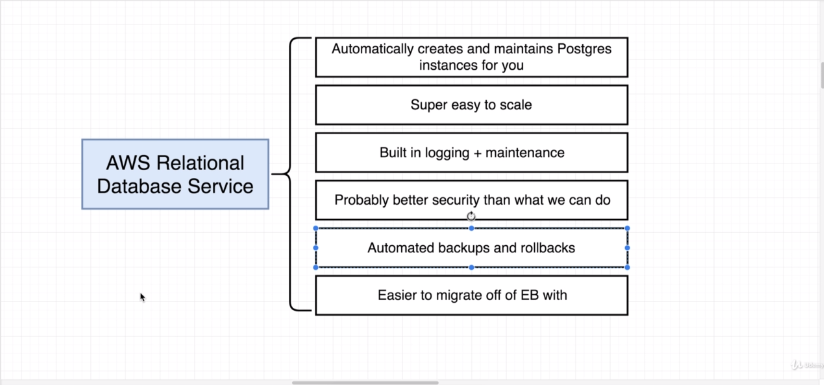 Automatically creates and maintains Postgres
instances for you
Super easy to scale
Built in logging + maintenance
AWS Relational
Database Service
Probably better security than what we can do
Automated backups and rollbacks
Easier to migrate off of EB with
Udemy